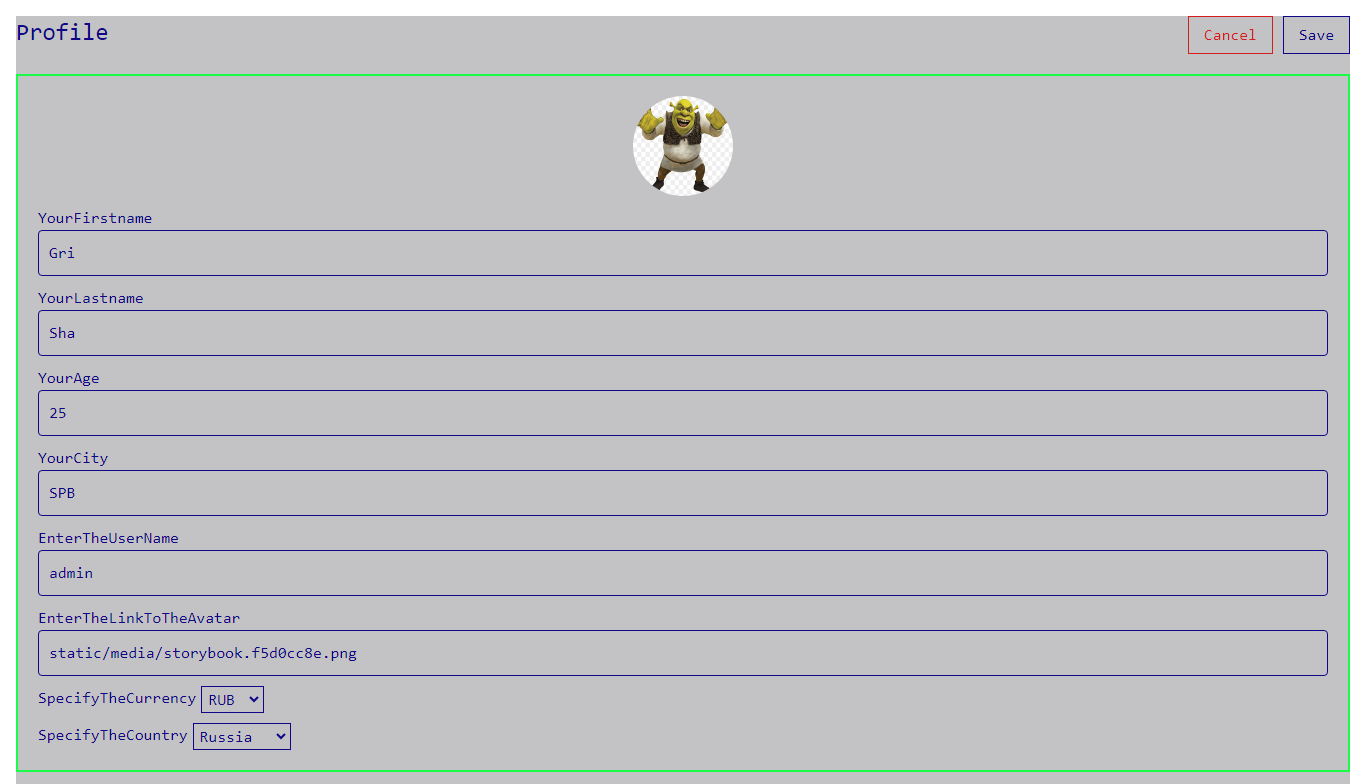 Profile
Cancel Save
YourFirstname
Gri
YourLastname
Sha
YourAge
25
YourCity
SPB
EnterTheUserName
admin
EnterTheLinkToTheAvatar
static/media/storybook.f5d0cc8e.png
SpecifyTheCurrency RUB
SpecifyTheCountry Russia